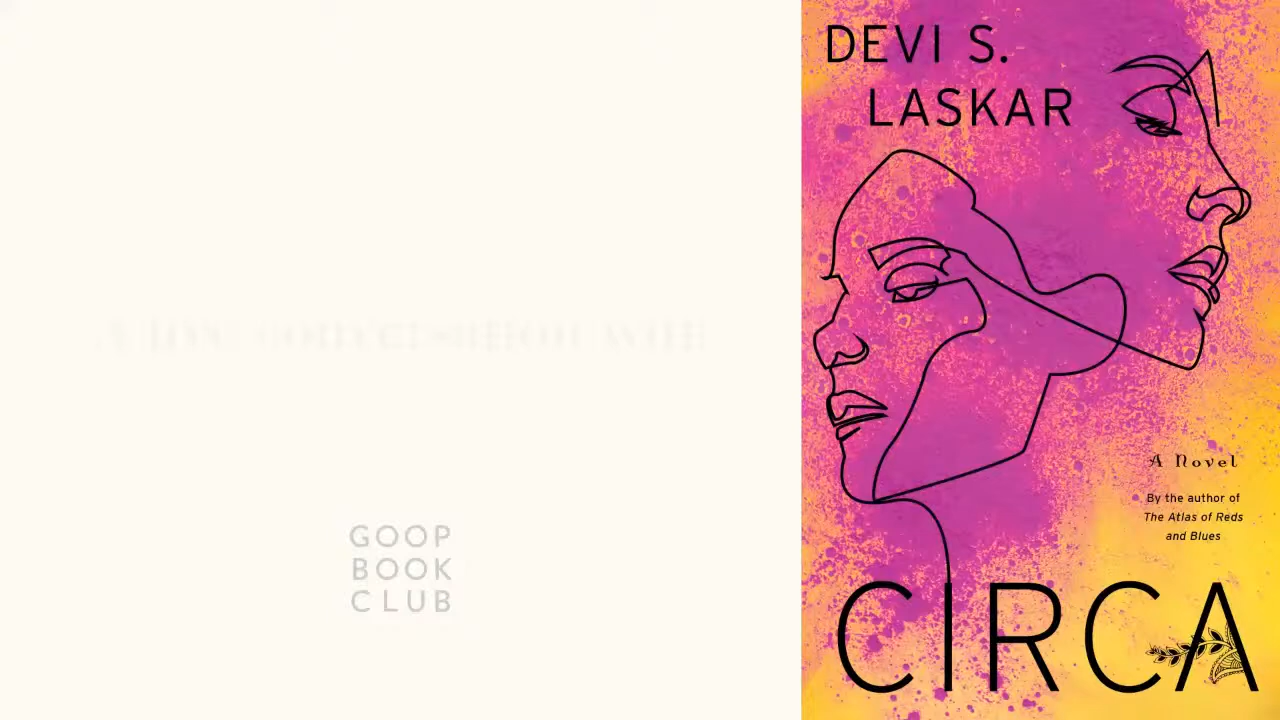 GOOP
BOOK
CLUB
DEVI S.
LASKAR
A Novel
By the author of
The Atlas of Reds
and Blues
CIRCA